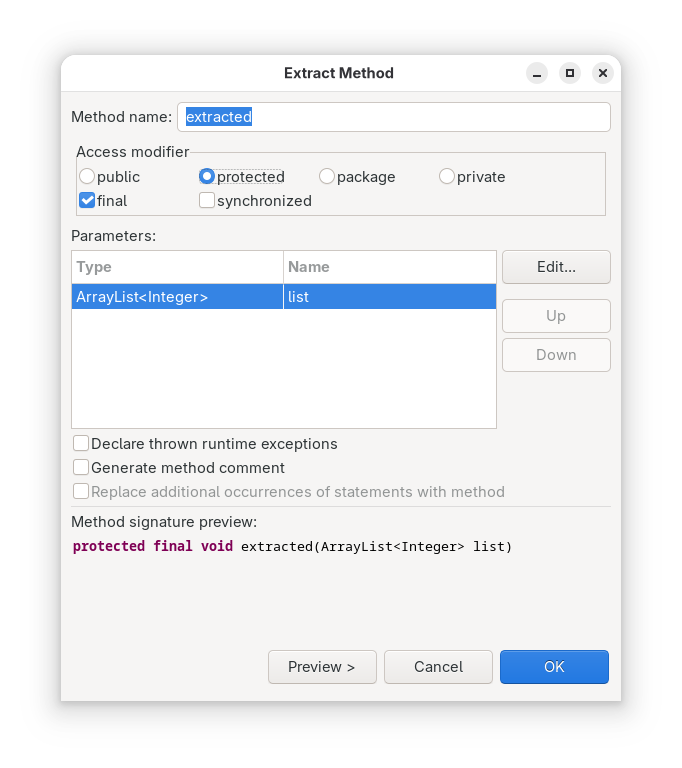 Extract Method
Method name: extracted
Access modifier
public protected package private
final synchronized
Parameters:
Type Name Edit...
ArrayList<Integer> list
Up
Down
Declare thrown runtime exceptions
Generate method comment
Replace additional occurrences of statements with method
Method signature preview:
protected final void extracted(ArrayList<Integer> list)
Preview > Cancel OK